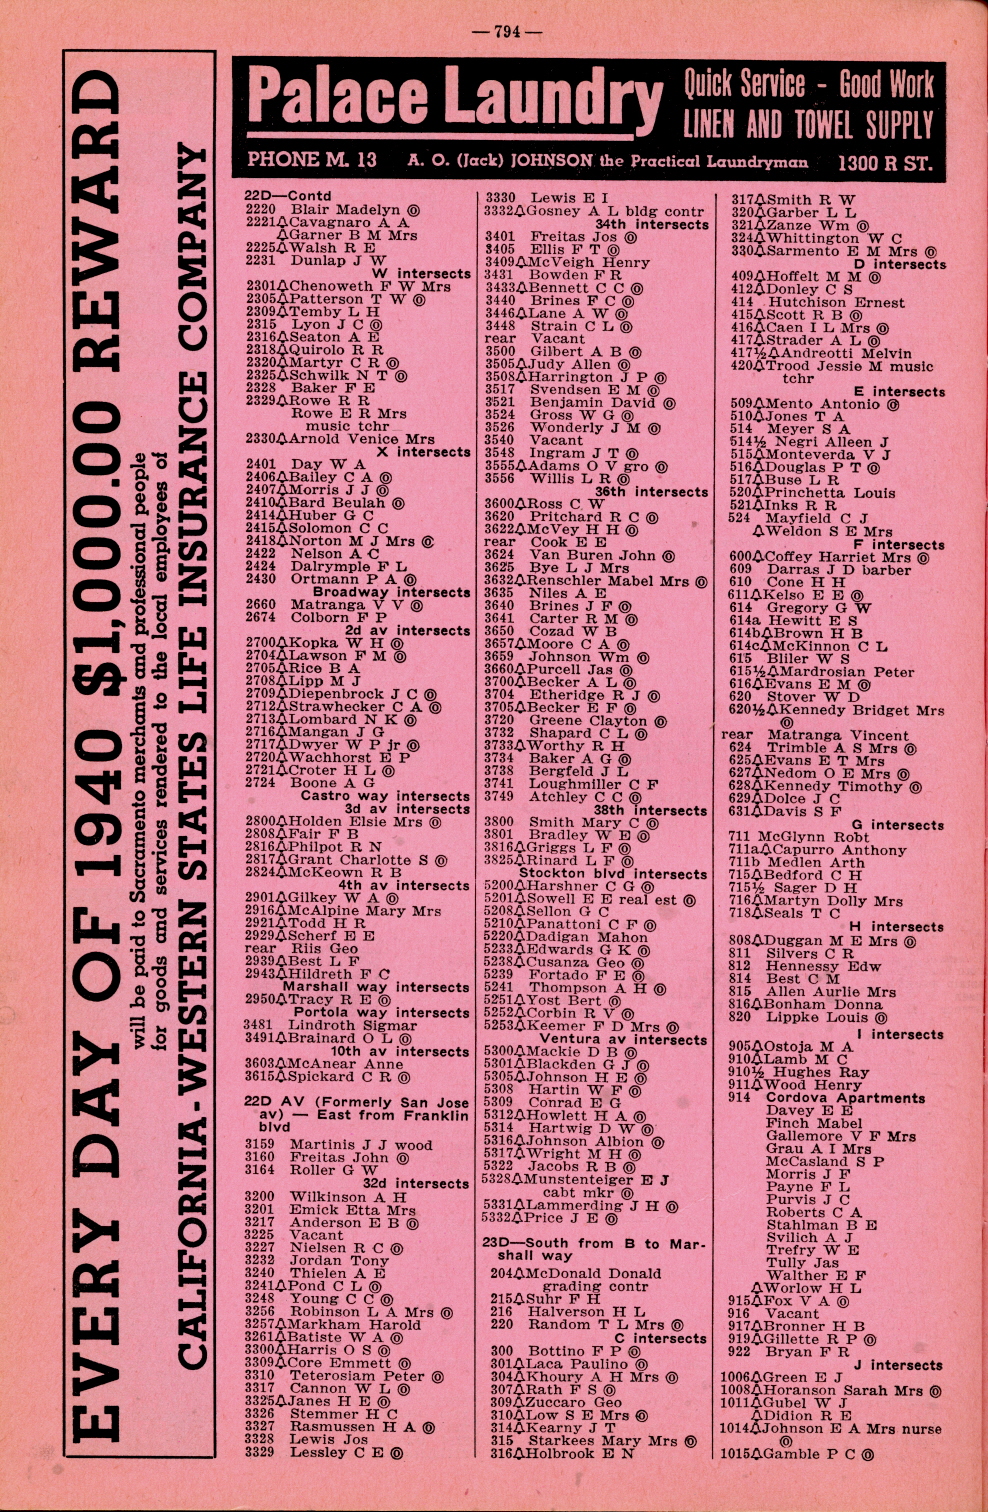 — 794 —
EVERY DAY OF 1940 $1,000.00 REWARD
will be paid to Sacramento merchants and professional people
for goods and services rendered to the local employees of
CALIFORNIA-WESTERN STATES LIFE INSURANCE COMPANY
Palace Laundry
Quick Service - Good Work
LINEN AND TOWEL SUPPLY
PHONE M. 13 A. O. (Jack) JOHNSON the Practical Laundryman 1300 R ST.
22D—Contd
2220 Blair Madelyn ⓞ
2221△Cavagnaro A A
△Garner B M Mrs
2225△Walsh R E
2231 Dunlap J W
W intersects
2301△Chenoweth F W Mrs
2305△Patterson T W ⓞ
2309△Temby L H
2315 Lyon J C ⓞ
2316△Seaton A E
2318△Quirolo R R
2320△Martyr C R ⓞ
2325△Schwilk N T ⓞ
2328 Baker F E
2329△Rowe R R
Rowe E R Mrs
music tchr
2330△Arnold Venice Mrs
X intersects
2401 Day W A
2406△Bailey C A ⓞ
2407△Morris J J ⓞ
2410△Bard Beulah ⓞ
2414△Huber G C
2415△Solomon C C
2418△Norton M J Mrs ⓞ
2422 Nelson A C
2424 Dalrymple F L
2430 Ortmann P A ⓞ
Broadway intersects
2660 Matranga V V ⓞ
2674 Colborn F P
2d av intersects
2700△Kopka W H ⓞ
2704△Lawson F M ⓞ
2705△Rice B A
2708△Lipp M J
2709△Diepenbrock J C ⓞ
2712△Strawhecker C A ⓞ
2713△Lombard N K ⓞ
2716△Mangan J G
2717△Dwyer W P jr ⓞ
2720△Wachhorst E P
2721△Croter H L ⓞ
2724 Boone A G
Castro way intersects
3d av intersects
2800△Holden Elsie Mrs ⓞ
2808△Fair F B
2816△Philpot R N
2817△Grant Charlotte S ⓞ
2824△McKeown R B
4th av intersects
2901△Gilkey W A ⓞ
2916△McAlpine Mary Mrs
2921△Todd H R
2929△Scherf E E
rear Riis Geo
2939△Best L F
2943△Hildreth F C
Marshall way intersects
2950△Tracy R E ⓞ
Portola way intersects
3481 Lindroth Sigmar
3491△Brainard O L ⓞ
10th av intersects
3603△McAnear Anne
3615△Spickard C R ⓞ
22D AV (Formerly San Jose
av) — East from Franklin
blvd
3159 Martinis J J wood
3160 Freitas John ⓞ
3164 Roller G W
32d intersects
3200 Wilkinson A H
3201 Emick Etta Mrs
3217 Anderson E B ⓞ
3225 Vacant
3227 Nielsen R C ⓞ
3232 Jordan Tony
3240 Thielen A E
3241△Pond C L ⓞ
3248 Young C C ⓞ
3256 Robinson L A Mrs ⓞ
3257△Markham Harold
3261△Batiste W A ⓞ
3300△Harris O S ⓞ
3309△Core Emmett ⓞ
3310 Teterosiam Peter ⓞ
3317 Cannon W L ⓞ
3325△Janes H E ⓞ
3326 Stemmer H C
3327 Rasmussen H A ⓞ
3328 Lewis Jos
3329 Lessley C E ⓞ
3330 Lewis E I
3332△Gosney A L bldg contr
34th intersects
3401 Freitas Jos ⓞ
3405 Ellis F T ⓞ
3409△McVeigh Henry
3431 Bowden F R
3433△Bennett C C ⓞ
3440 Brines F C ⓞ
3446△Lane A W ⓞ
3448 Strain C L ⓞ
rear Vacant
3500 Gilbert A B ⓞ
3505△Judy Allen ⓞ
3508△Harrington J P ⓞ
3517 Svendsen E M ⓞ
3521 Benjamin David ⓞ
3524 Gross W G ⓞ
3526 Wonderly J M ⓞ
3540 Vacant
3548 Ingram J T ⓞ
3555△Adams O V gro ⓞ
3556 Willis L R ⓞ
36th intersects
3600△Ross C W
3620 Pritchard R C ⓞ
3622△McVey H H ⓞ
rear Cook E E
3624 Van Buren John ⓞ
3625 Bye L J Mrs
3632△Renschler Mabel Mrs ⓞ
3635 Niles A E
3640 Brines J F ⓞ
3641 Carter R M ⓞ
3650 Cozad W B
3657△Moore C A ⓞ
3659 Johnson Wm ⓞ
3660△Purcell Jas ⓞ
3700△Becker A L ⓞ
3704 Etheridge R J ⓞ
3705△Becker E F ⓞ
3720 Greene Clayton ⓞ
3732 Shapard C L ⓞ
3733△Worthy R H
3734 Baker A G ⓞ
3738 Bergfeld J L
3741 Loughmiller C F
3749 Atchley C C ⓞ
38th intersects
3800 Smith Mary C ⓞ
3801 Bradley W E ⓞ
3816△Griggs L F ⓞ
3825△Rinard L F ⓞ
Stockton blvd intersects
5200△Harshner C G ⓞ
5201△Sowell E E real est ⓞ
5208△Sellon G C
5210△Panattoni C F ⓞ
5220△Dadigan Mahon
5233△Edwards G K ⓞ
5238△Cusanza Geo ⓞ
5239 Fortado F E ⓞ
5241 Thompson A H ⓞ
5251△Yost Bert ⓞ
5252△Corbin R V ⓞ
5253△Keemer F D Mrs ⓞ
Ventura av intersects
5300△Mackie D B ⓞ
5301△Blackden G J ⓞ
5305△Johnson H E ⓞ
5308 Hartin W F ⓞ
5309 Conrad E G
5312△Howlett H A ⓞ
5314 Hartwig D W ⓞ
5316△Johnson Albion ⓞ
5317△Wright M H ⓞ
5322 Jacobs R B ⓞ
5328△Munstenteiger E J
cabt mkr ⓞ
5331△Lammerding J H ⓞ
5332△Price J E ⓞ
23D—South from B to Mar-
shall way
204△McDonald Donald
grading contr
215△Suhr F H
216 Halverson H L
220 Random T L Mrs ⓞ
C intersects
300 Bottino F P ⓞ
301△Laca Paulino ⓞ
304△Khoury A H Mrs ⓞ
307△Rath F S ⓞ
309△Zuccaro Geo
310△Low S E Mrs ⓞ
314△Kearny J T
315 Starkees Mary Mrs ⓞ
316△Holbrook E N
317△Smith R W
320△Garber L L
321△Zanze Wm ⓞ
324△Whittington W C
330△Sarmento E M Mrs ⓞ
D intersects
409△Hoffelt M M ⓞ
412△Donley C S
414 Hutchison Ernest
415△Scott R B ⓞ
416△Caen I L Mrs ⓞ
417△Strader A L ⓞ
417½△Andreotti Melvin
420△Trood Jessie M music
tchr
E intersects
509△Mento Antonio ⓞ
510△Jones T A
514 Meyer S A
514½ Negri Alleen J
515△Monteverda V J
516△Douglas P T ⓞ
517△Buse L R
520△Princhetta Louis
521△Inks R R
524 Mayfield C J
△Weldon S E Mrs
F intersects
600△Coffey Harriet Mrs ⓞ
609 Darras J D barber
610 Cone H H
611△Kelso E E ⓞ
614 Gregory G W
614a Hewitt E S
614b△Brown H B
614c△McKinnon C L
615 Bliler W S
615½△Mardrosian Peter
616△Evans E M ⓞ
620 Stover W D
620½△Kennedy Bridget Mrs
ⓞ
rear Matranga Vincent
624 Trimble A S Mrs ⓞ
625△Evans E T Mrs
627△Nedom O E Mrs ⓞ
628△Kennedy Timothy ⓞ
629△Dolce J C
631△Davis S F
G intersects
711 McGlynn Robt
711a△Capurro Anthony
711b Medlen Arth
715△Bedford C H
715½ Sager D H
716△Martyn Dolly Mrs
718△Seals T C
H intersects
808△Duggan M E Mrs ⓞ
811 Silvers C R
812 Hennessy Edw
814 Best C M
815 Allen Aurlie Mrs
816△Bonham Donna
820 Lippke Louis ⓞ
I intersects
905△Ostoja M A
910△Lamb M C
910½ Hughes Ray
911△Wood Henry
914 Cordova Apartments
Davey E E
Finch Mabel
Gallemore V F Mrs
Grau A I Mrs
McCasland S P
Morris J F
Payne F L
Purvis J C
Roberts C A
Stahlman B E
Svilich A J
Trefry W E
Tully Jas
Walther E F
△Worlow H L
915△Fox V A ⓞ
916 Vacant
917△Bronner H B
919△Gillette R P ⓞ
922 Bryan F R
J intersects
1006△Green E J
1008△Horanson Sarah Mrs ⓞ
1011△Gubel W J
△Didion R E
1014△Johnson E A Mrs nurse
ⓞ
1015△Gamble P C ⓞ